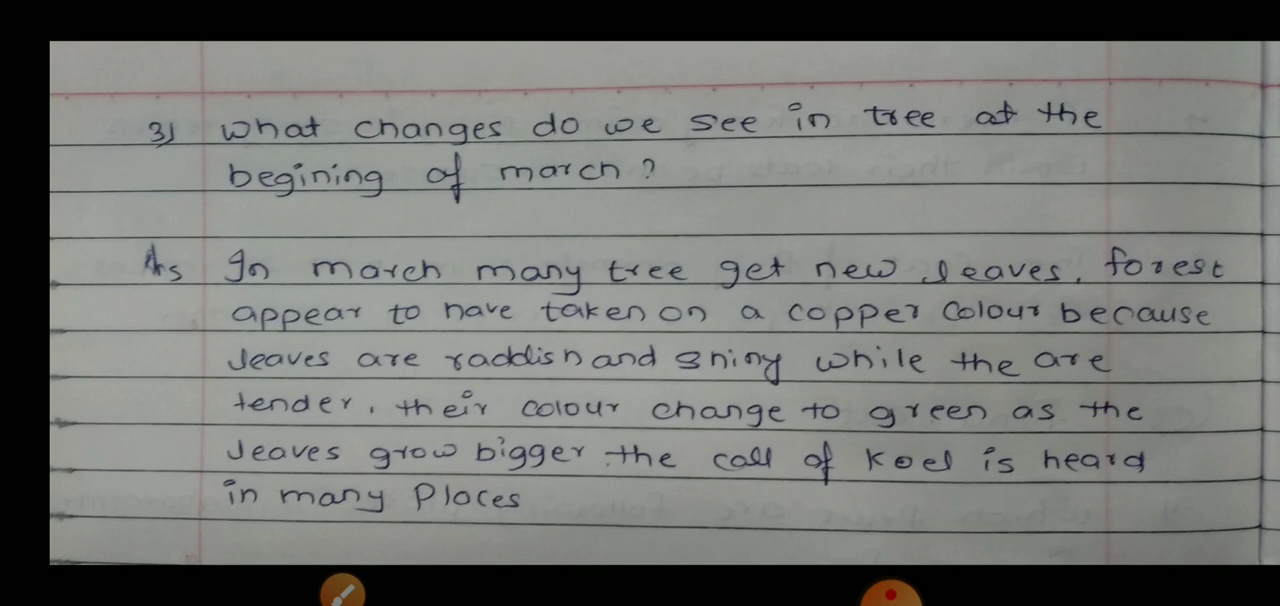 3) What changes do we see in tree at the
begining of march?
Ans In march many tree get new leaves. forest
appear to have taken on a copper colour because
leaves are raddish and shiny while the are
tender, their colour change to green as the
leaves grow bigger. the call of Koel is heard
in many Places